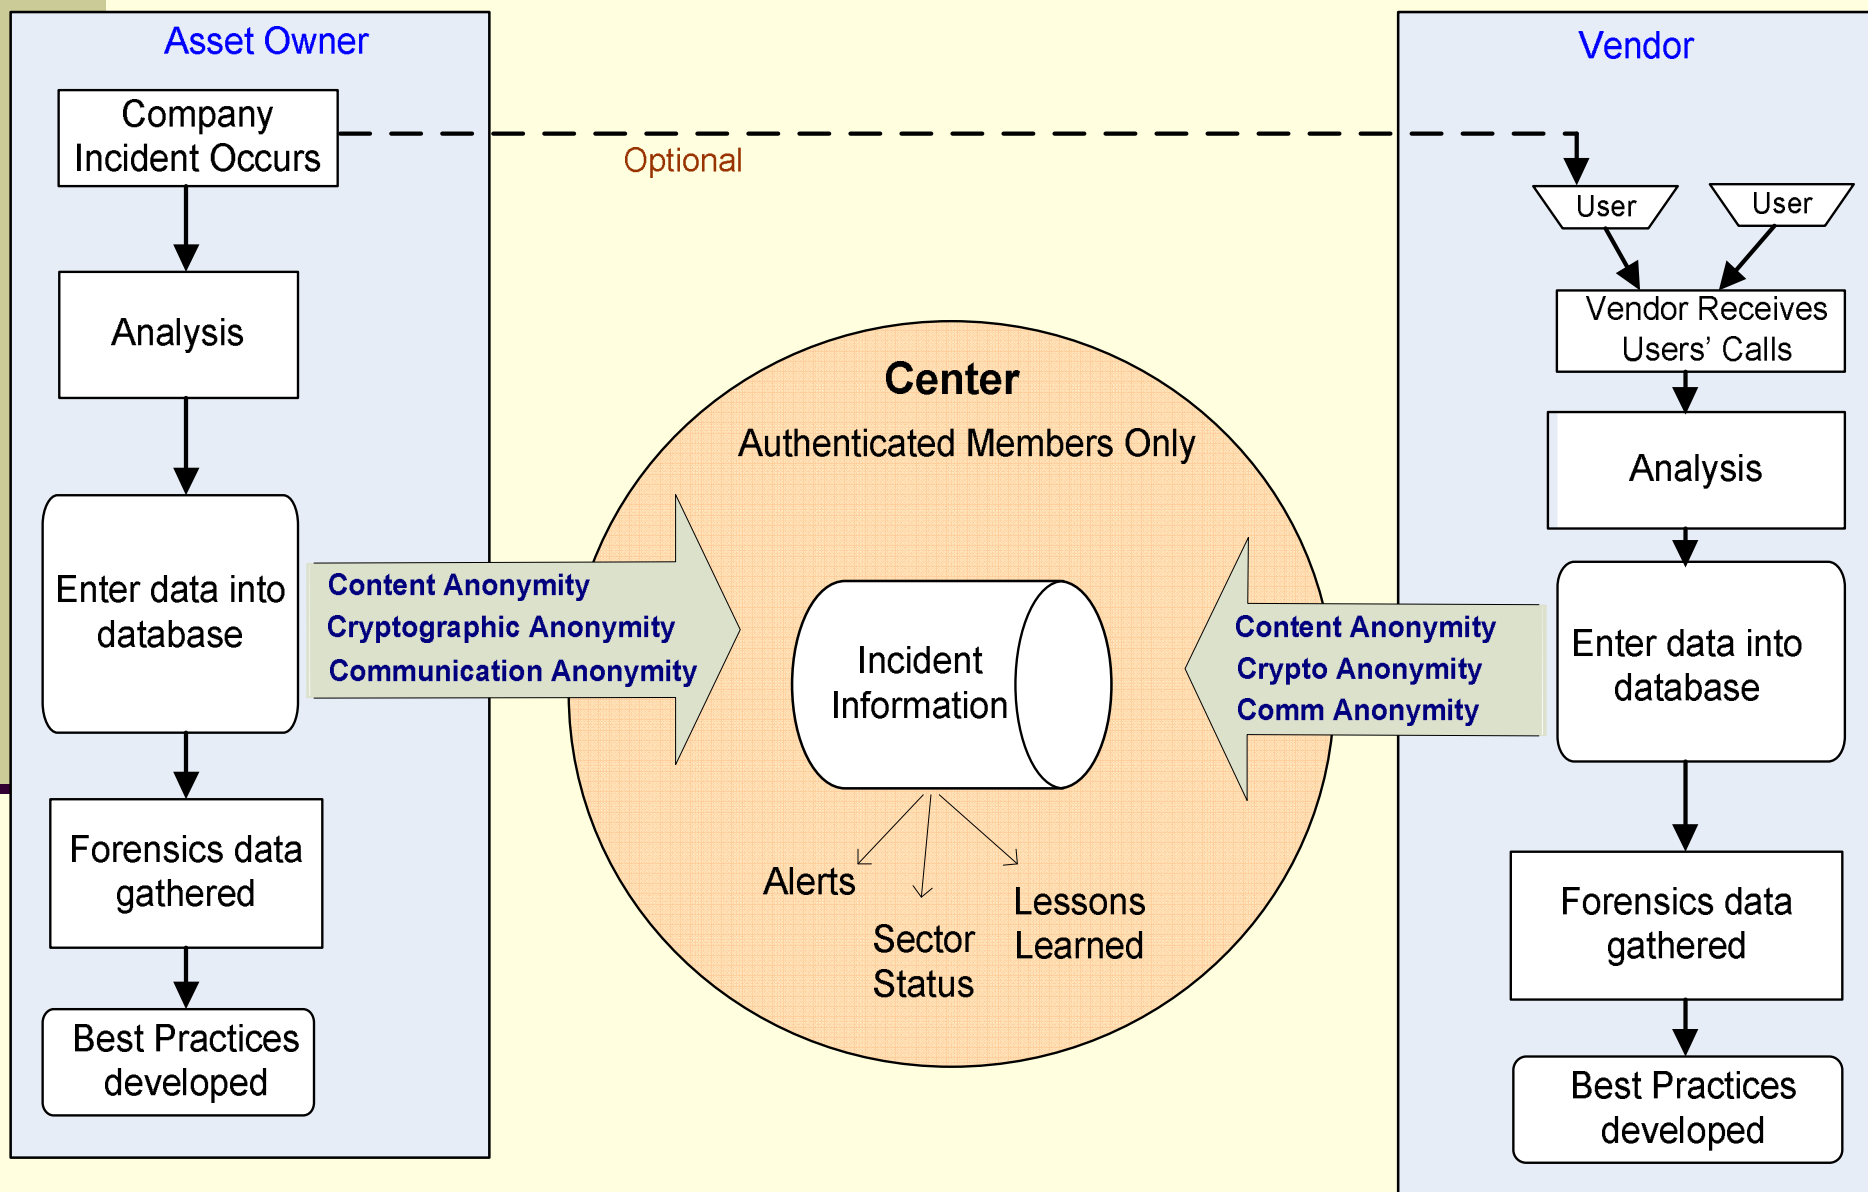 Asset Owner
Company
Incident Occurs
Analysis
Enter data into
database
Forensics data
gathered
Best Practices
developed
Optional
Content Anonymity
Cryptographic Anonymity
Communication Anonymity
Center
Authenticated Members Only
Incident
Information
Alerts
Sector
Status
Lessons
Learned
Content Anonymity
Crypto Anonymity
Comm Anonymity
Vendor
User
User
Vendor Receives
Users’ Calls
Analysis
Enter data into
database
Forensics data
gathered
Best Practices
developed